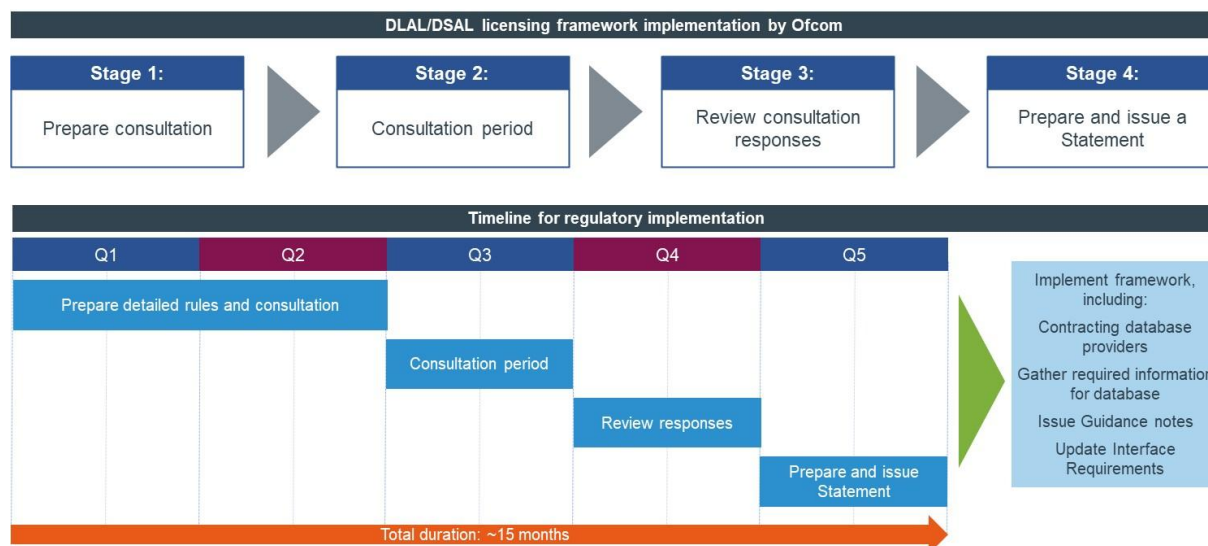 DLAL/DSAL licensing framework implementation by Ofcom
Stage 1:
Prepare consultation
Stage 2:
Consultation period
Stage 3:
Review consultation
responses
Stage 4:
Prepare and issue a
Statement
Timeline for regulatory implementation
Q1
Q2
Q3
Q4
Q5
Prepare detailed rules and consultation
Consultation period
Review responses
Prepare and issue
Statement
Total duration: ~15 months
Implement framework,
including:
Contracting database
providers
Gather required information
for database
Issue Guidance notes
Update Interface
Requirements